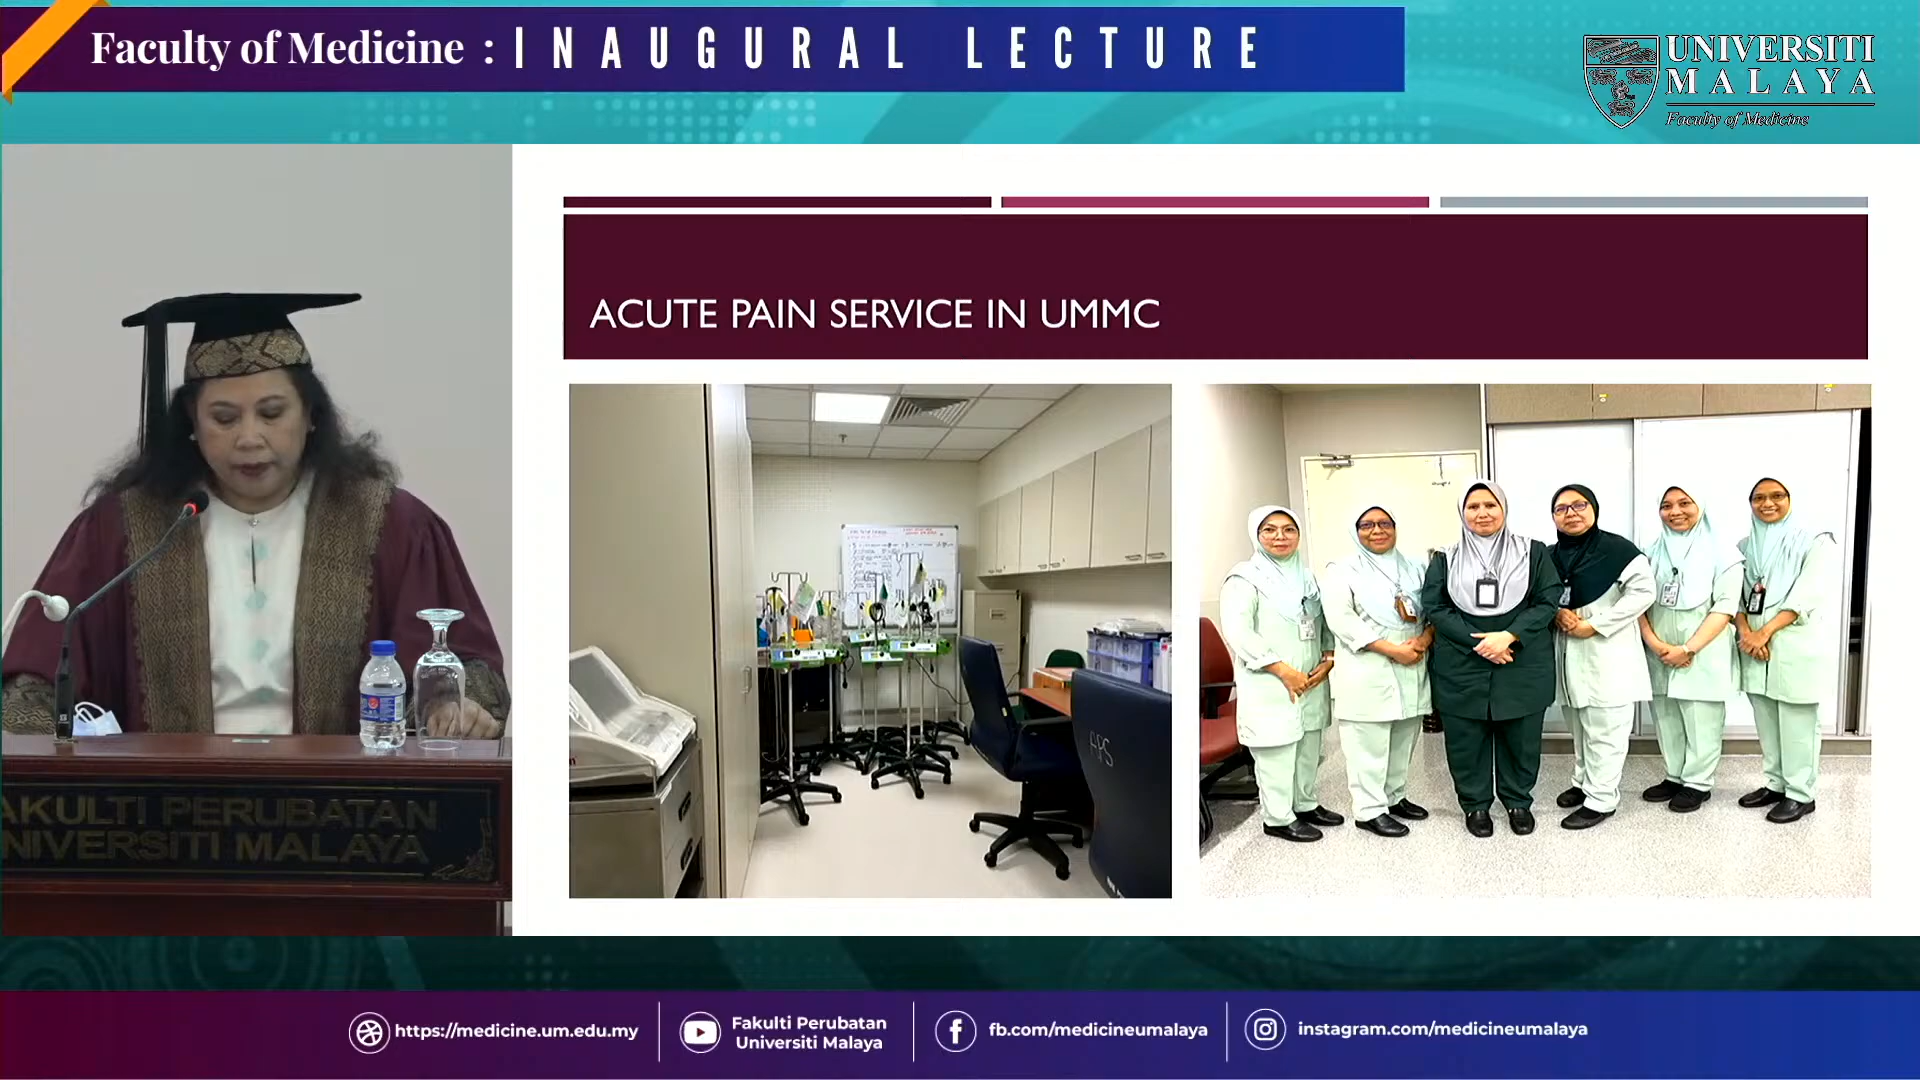 Faculty of Medicine : INAUGURAL LECTURE
UNIVERSITI
MALAYA
Faculty of Medicine
ACUTE PAIN SERVICE IN UMMC
APS
AKULTI PERUBATAN
NIVERSITI MALAYA
https://medicine.um.edu.my
Fakulti Perubatan
Universiti Malaya
fb.com/medicineumalaya
instagram.com/medicineumalaya